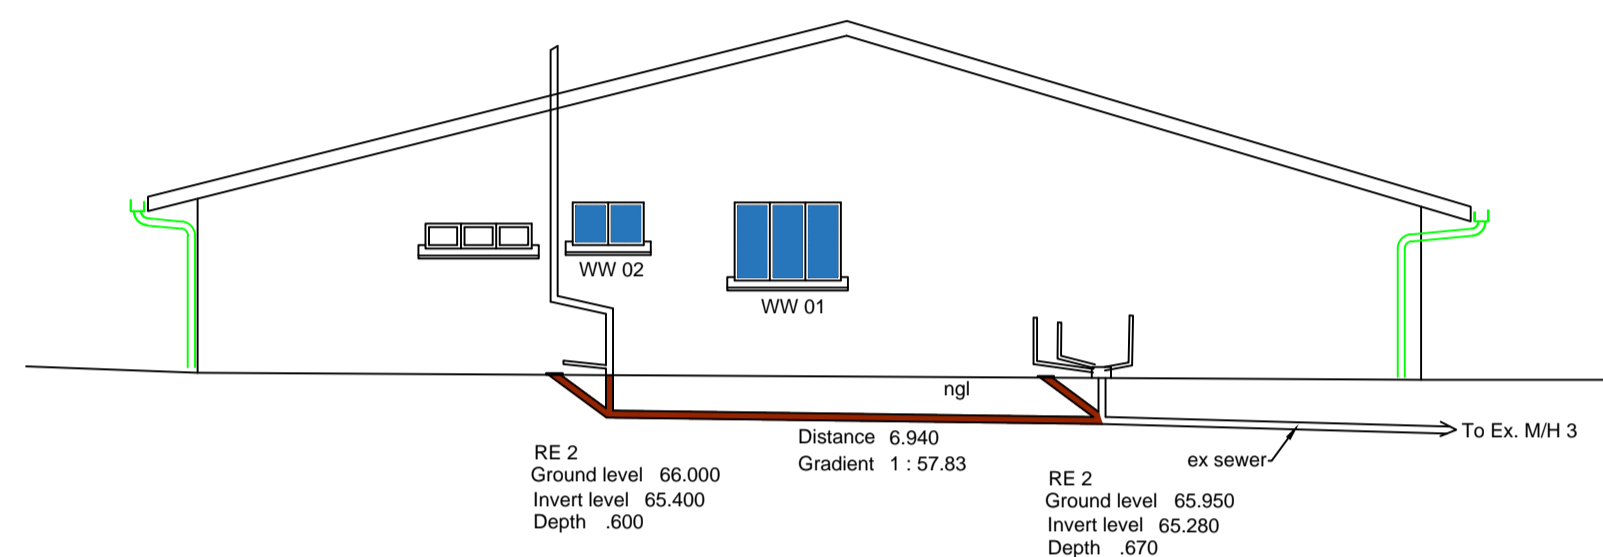 WW 02
WW 01
ngl
To Ex. M/H 3
ex sewer
Distance 6.940
Gradient 1 : 57.83
RE 2
Ground level 66.000
Invert level 65.400
Depth .600
RE 2
Ground level 65.950
Invert level 65.280
Depth .670